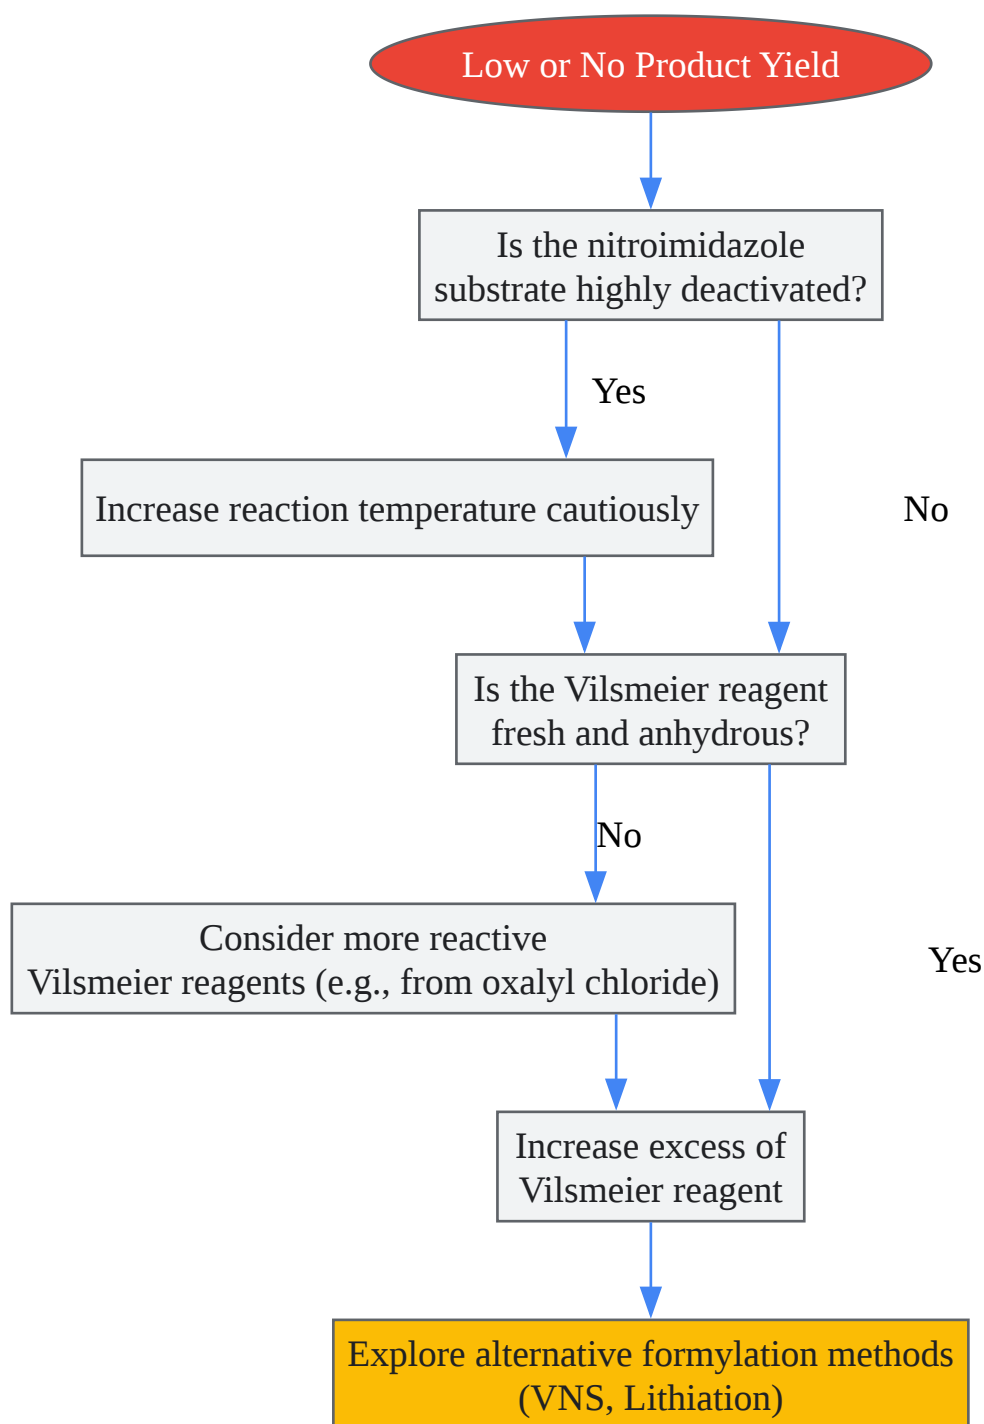 Low or No Product Yield
Is the nitroimidazole
substrate highly deactivated?
Yes
Increase reaction temperature cautiously
No
Is the Vilsmeier reagent
fresh and anhydrous?
No
Consider more reactive
Vilsmeier reagents (e.g., from oxalyl chloride)
Yes
Increase excess of
Vilsmeier reagent
Explore alternative formylation methods
(VNS, Lithiation)